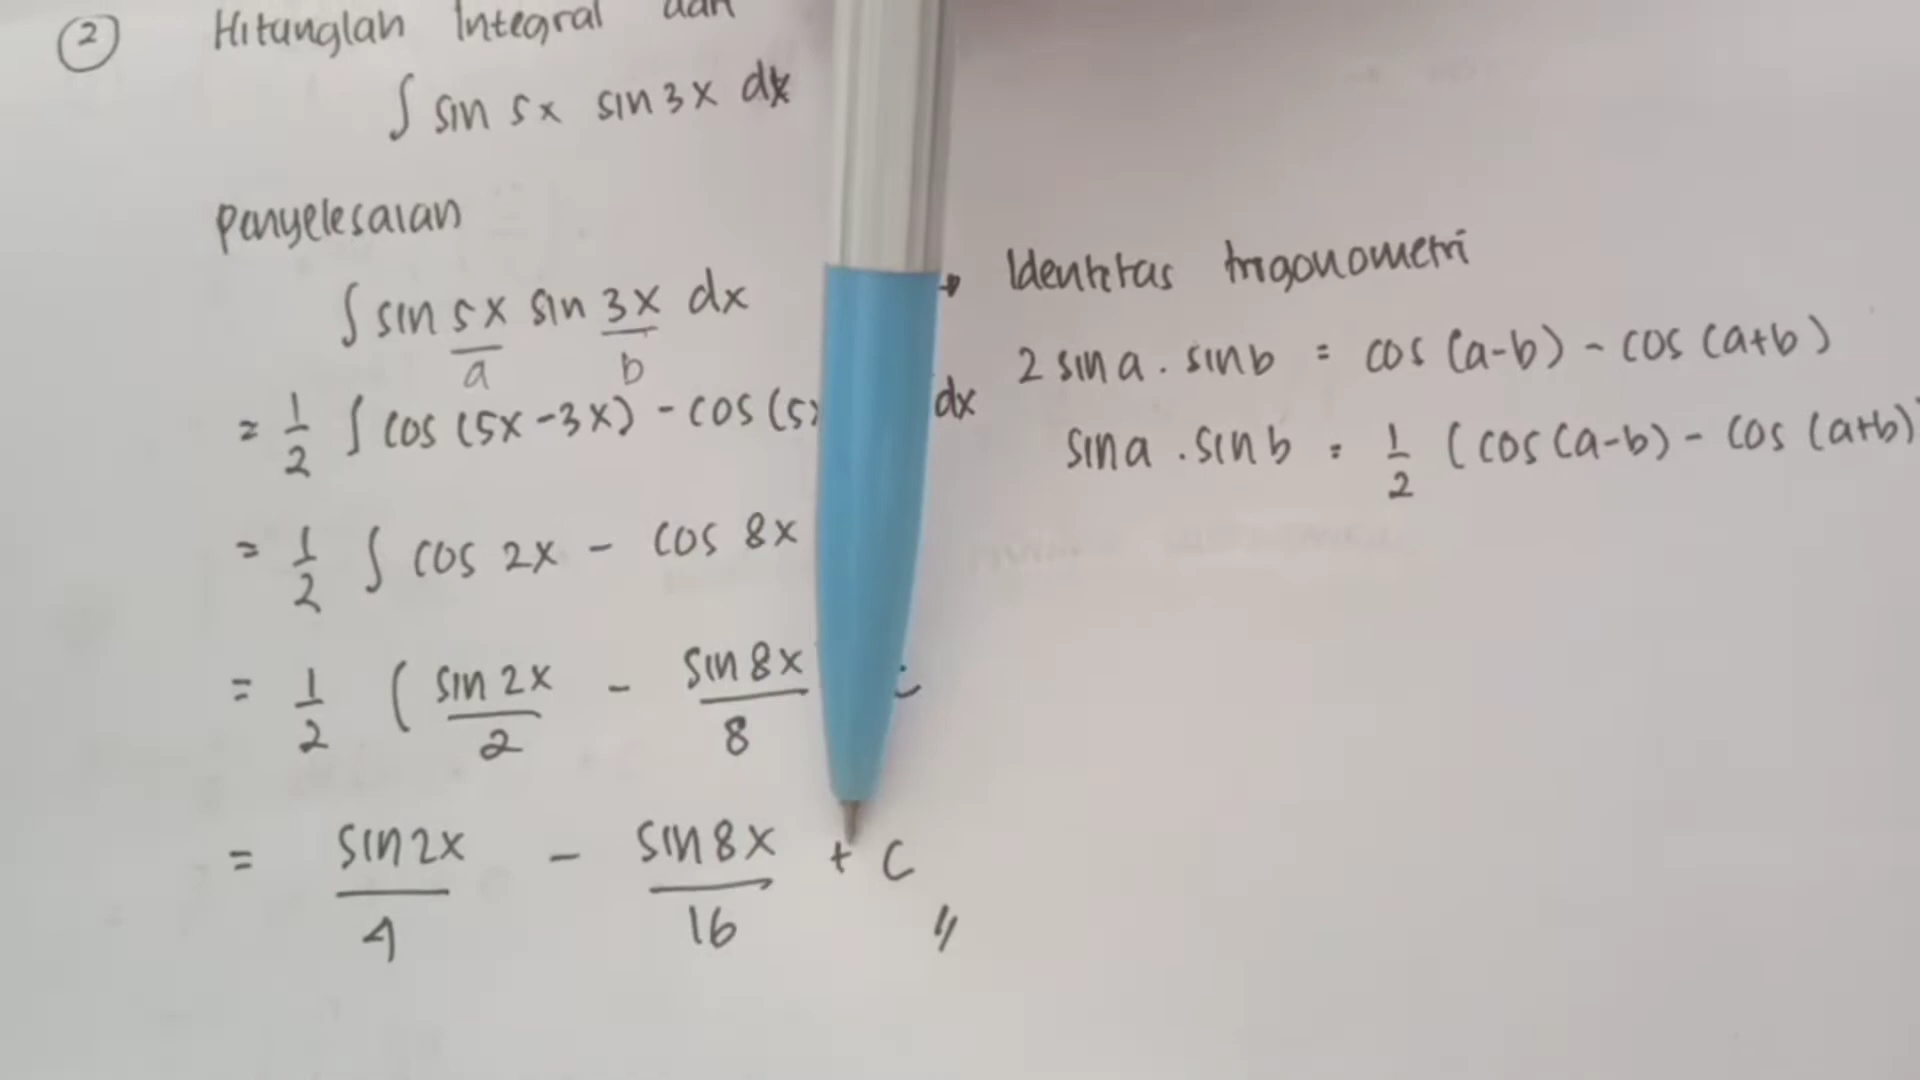 2 Hitunglah Integral dari
∫ sin 5x sin 3x dx
Penyelesaian
∫ sin 5x sin 3x dx
a b
= 1/2 ∫ cos (5x - 3x) - cos (5x dx
= 1/2 ∫ cos 2x - cos 8x
= 1/2 ( sin 2x / 2 - sin 8x / 8
= sin 2x / 4 - sin 8x / 16 + C //
→ Identitas trigonometri
2 sin a . sin b = cos (a-b) - cos (a+b)
sin a . sin b = 1/2 (cos (a-b) - cos (a+b)